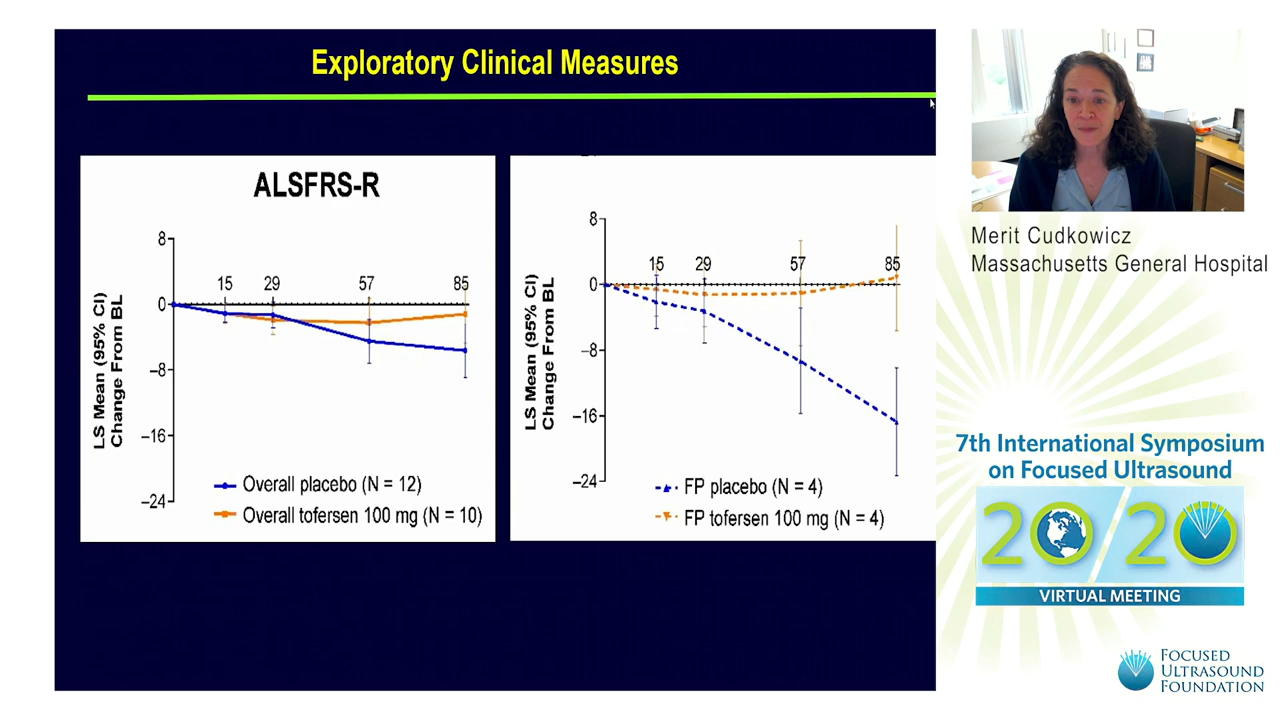 Exploratory Clinical Measures
ALSFRS-R
8
0
–8
–16
–24
15 29 57 85
LS Mean (95% CI)
Change From BL
Overall placebo (N = 12)
Overall tofersen 100 mg (N = 10)
8
0
–8
–16
–24
15 29 57 85
LS Mean (95% CI)
Change From BL
FP placebo (N = 4)
FP tofersen 100 mg (N = 4)
Merit Cudkowicz
Massachusetts General Hospital
7th International Symposium
on Focused Ultrasound
20/20
VIRTUAL MEETING
FOCUSED
ULTRASOUND
FOUNDATION